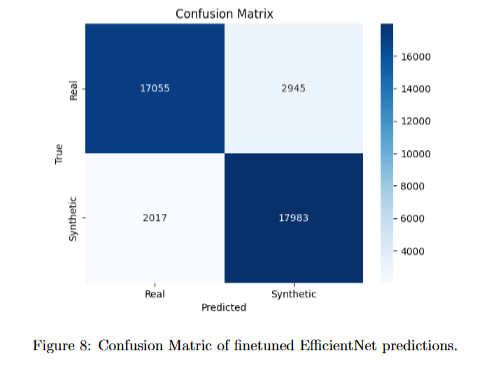 Confusion Matrix
Real
17055
2945
16000
14000
12000
True
10000
8000
Synthetic
2017
17983
6000
4000
Real
Synthetic
Predicted
Figure 8: Confusion Matric of finetuned EfficientNet predictions.